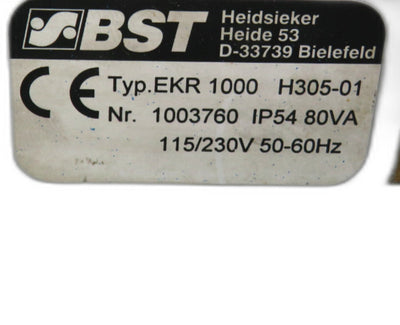 BST
Heidsieker
Heide 53
D-33739 Bielefeld
CE
Typ.EKR 1000 H305-01
Nr. 1003760 IP54 80VA
115/230V 50-60Hz